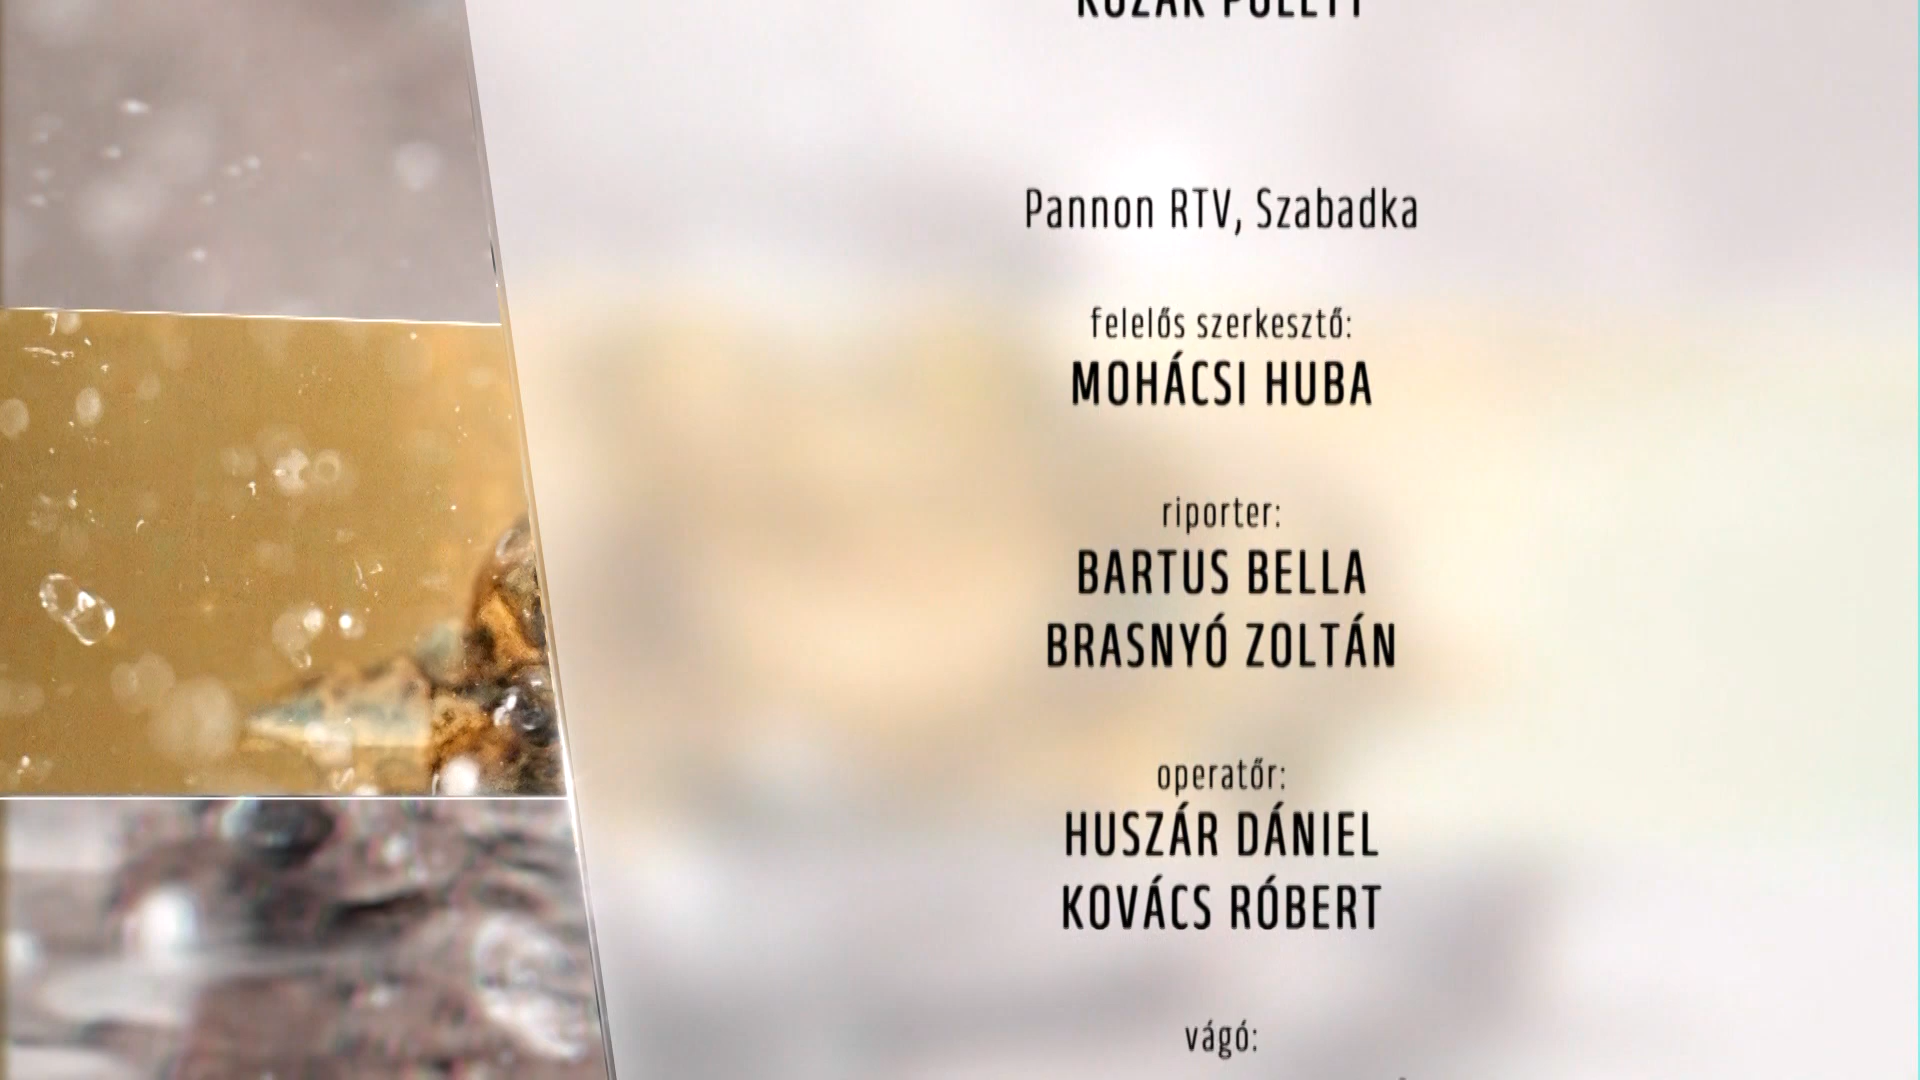 Pannon RTV, Szabadka
felelős szerkesztő:
MOHÁCSI HUBA
riporter:
BARTUS BELLA
BRASNYÓ ZOLTÁN
operatőr:
HUSZÁR DÁNIEL
KOVÁCS RÓBERT
vágó: